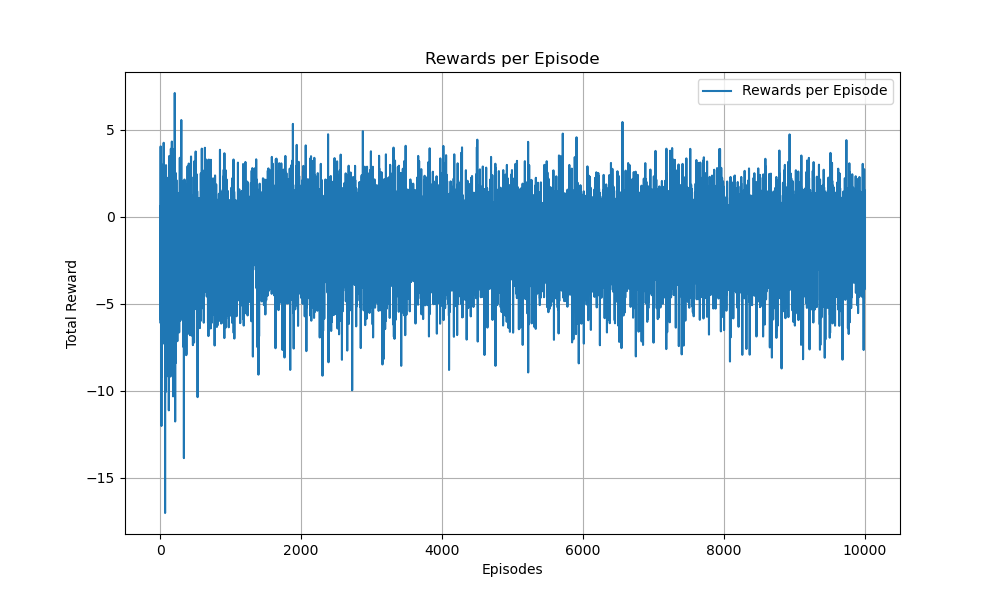 Rewards per Episode
Rewards per Episode
5
0
−5
−10
−15
Total Reward
0 2000 4000 6000 8000 10000
Episodes